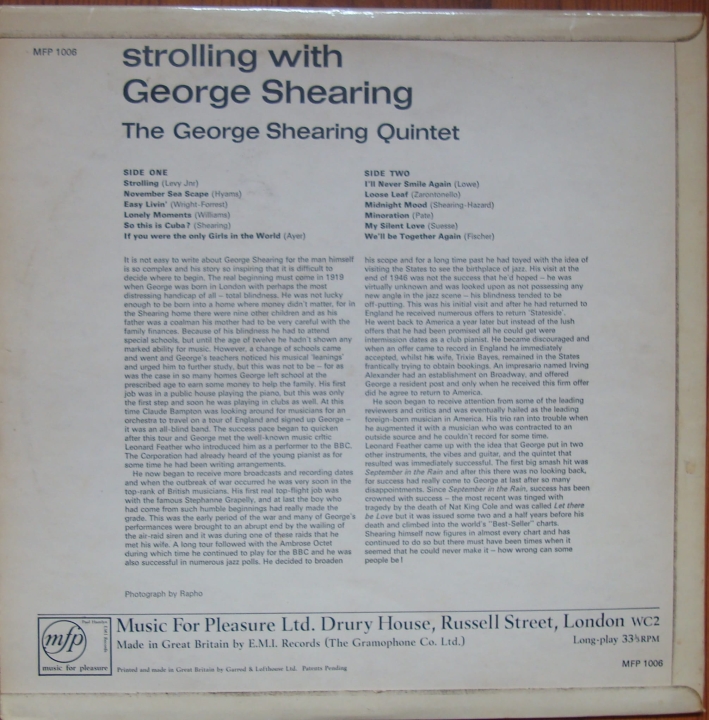 MFP 1006
strolling with
George Shearing
The George Shearing Quintet
SIDE ONE
Strolling (Levy Jnr)
November Sea Scape (Hyams)
Easy Livin' (Wright-Forrest)
Lonely Moments (Williams)
So this is Cuba? (Shearing)
If you were the only Girls in the World (Ayer)
SIDE TWO
I'll Never Smile Again (Lowe)
Loose Leaf (Zarontonello)
Midnight Mood (Shearing-Hazard)
Minoration (Pate)
My Silent Love (Suesse)
We'll be Together Again (Fischer)
It is not easy to write about George Shearing for the man himself
is so complex and his story so inspiring that it is difficult to
decide where to begin. The real beginning must come in 1919
when George was born in London with perhaps the most
distressing handicap of all – total blindness. He was not lucky
enough to be born into a home where money didn't matter, for in
the Shearing home there were nine other children and as his
father was a coalman his mother had to be very careful with the
family finances. Because of his blindness he had to attend
special schools, but until the age of twelve he hadn't shown any
marked ability for music. However, a change of schools came
and went and George's teachers noticed his musical 'leanings'
and urged him to further study, but this was not to be – for as
was the case in so many homes George left school at the
prescribed age to earn some money to help the family. His first
job was in a public house playing the piano, but this was only
the first step and soon he was playing in clubs as well. At this
time Claude Bampton was looking around for musicians for an
orchestra to travel on a tour of England and signed up George –
it was an all-blind band. The success pace began to quicken
after this tour and George met the well-known music critic
Leonard Feather who introduced him as a performer to the BBC.
The Corporation had already heard of the young pianist as for
some time he had been writing arrangements.
He now began to receive more broadcasts and recording dates
and when the outbreak of war occurred he was very soon in the
top-rank of British musicians. His first real top-flight job was
with the famous Stephanne Grapelly, and at last the boy who
had come from such humble beginnings had really made the
grade. This was the early period of the war and many of George's
performances were brought to an abrupt end by the wailing of
the air-raid siren and it was during one of these raids that he
met his wife. A long tour followed with the Ambrose Octet
during which time he continued to play for the BBC and he was
also successful in numerous jazz polls. He decided to broaden
his scope and for a long time past he had toyed with the idea of
visiting the States to see the birthplace of jazz. His visit at the
end of 1946 was not the success that he'd hoped – he was
virtually unknown and was looked upon as not possessing any
new angle in the jazz scene – his blindness tended to be
off-putting. This was his initial visit and after he had returned to
England he received numerous offers to return 'Stateside'.
He went back to America a year later but instead of the lush
offers that he had been promised all he could get were
intermission dates as a club pianist. He became discouraged and
when an offer came to record in England he immediately
accepted, whilst his wife, Trixie Bayes, remained in the States
frantically trying to obtain bookings. An impresario named Irving
Alexander had an establishment on Broadway, and offered
George a resident post and only when he received this firm offer
did he agree to return to America.
He soon began to receive attention from some of the leading
reviewers and critics and was eventually hailed as the leading
foreign-born musician in America. His trio ran into trouble when
he augmented it with a musician who was contracted to an
outside source and he couldn't record for some time.
Leonard Feather came up with the idea that George put in two
other instruments, the vibes and guitar, and the quintet that
resulted was immediately successful. The first big smash hit was
September in the Rain and after this there was no looking back,
for success had really come to George at last after so many
disappointments. Since September in the Rain, success has been
crowned with success – the most recent was tinged with
tragedy by the death of Nat King Cole and was called Let there
be Love but it was issued some two and a half years before his
death and climbed into the world's "Best-Seller" charts.
Shearing himself now figures in almost every chart and has
continued to do so but there must have been times when it
seemed that he could never make it – how wrong can some
people be!
Photograph by Rapho
mfp
music for pleasure
Music For Pleasure Ltd. Drury House, Russell Street, London WC2
Made in Great Britain by E.M.I. Records (The Gramophone Co. Ltd.)
Long-play 33⅓ RPM
Printed and made in Great Britain by Garrod & Lofthouse Ltd. Patents Pending
MFP 1006